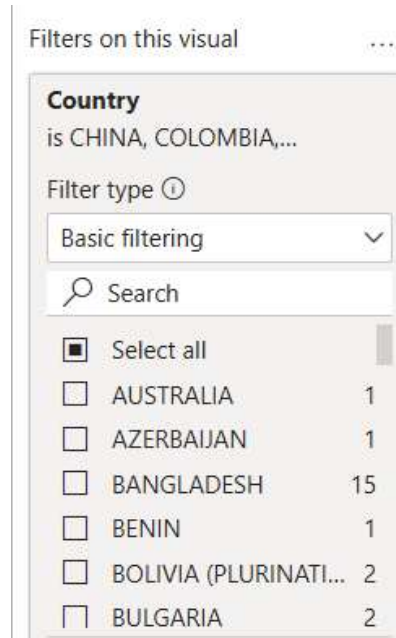 Filters on this visual ...
Country
is CHINA, COLOMBIA,...
Filter type ⓘ
Basic filtering
Search
Select all
AUSTRALIA 1
AZERBAIJAN 1
BANGLADESH 15
BENIN 1
BOLIVIA (PLURINATI... 2
BULGARIA 2